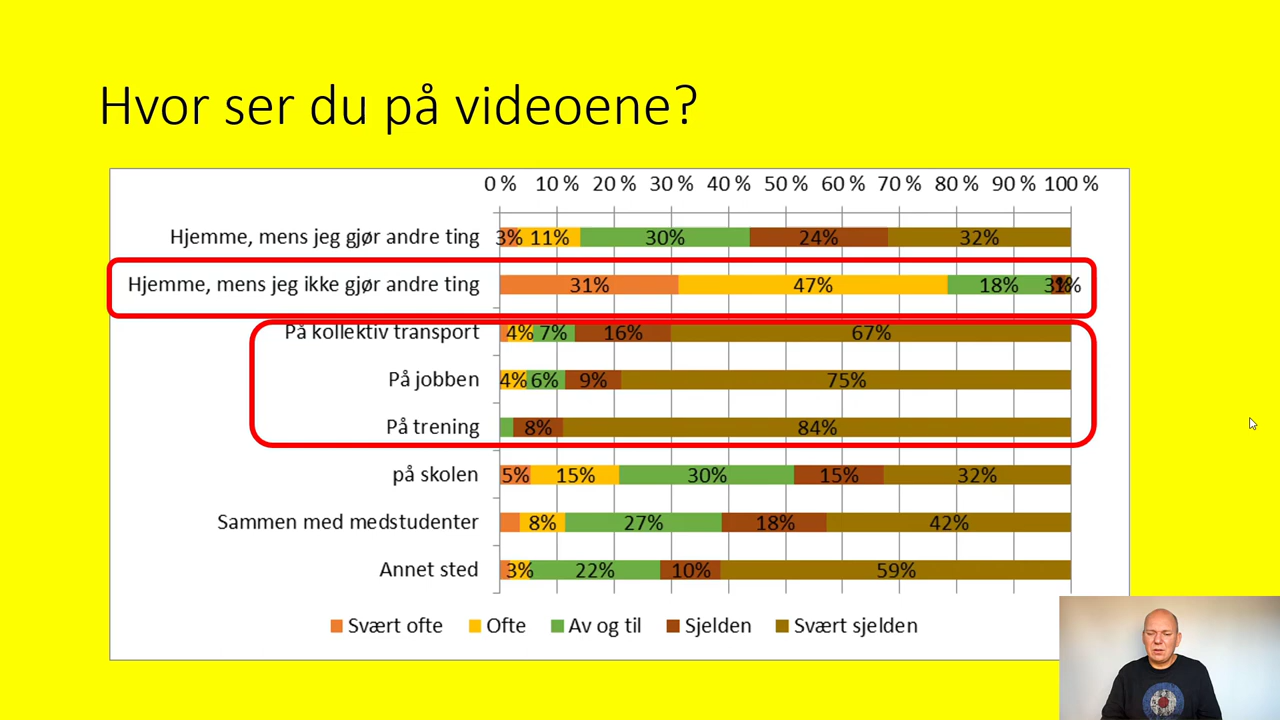 Hvor ser du på videoene?
0 % 10 % 20 % 30 % 40 % 50 % 60 % 70 % 80 % 90 % 100 %
Hjemme, mens jeg gjør andre ting 3% 11% 30% 24% 32%
Hjemme, mens jeg ikke gjør andre ting 31% 47% 18%
På kollektiv transport 4% 7% 16% 67%
På jobben 4% 6% 9% 75%
På trening 8% 84%
på skolen 5% 15% 30% 15% 32%
Sammen med medstudenter 8% 27% 18% 42%
Annet sted 3% 22% 10% 59%
Svært ofte Ofte Av og til Sjelden Svært sjelden